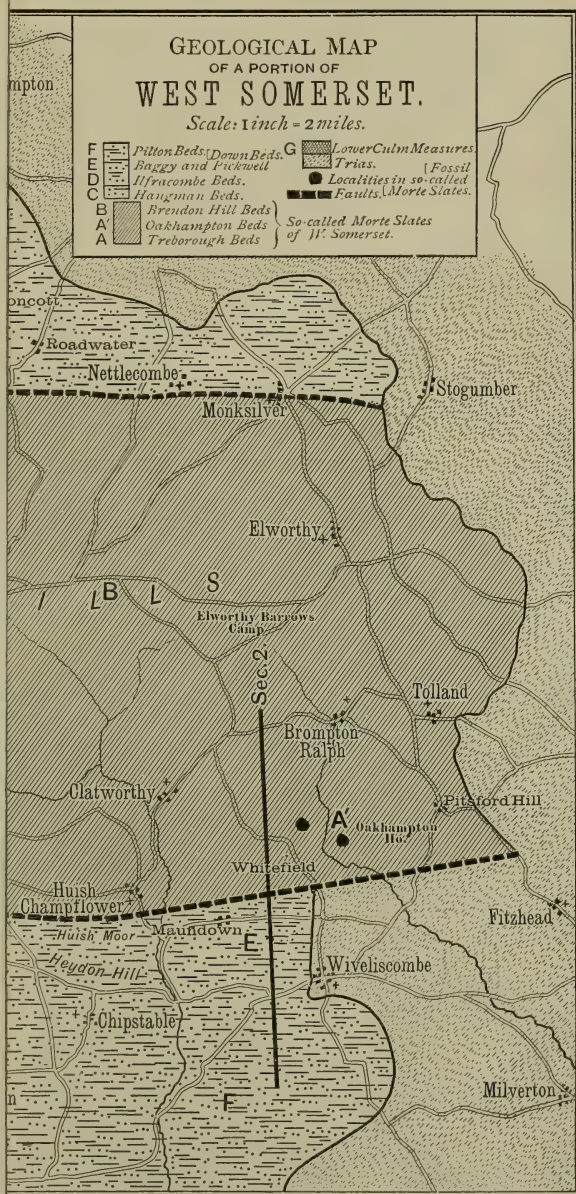 GEOLOGICAL MAP
OF A PORTION OF
WEST SOMERSET.
Scale: 1 inch = 2 miles.
F Pilton Beds. [Down Beds.
E Baggy and Pickwell
D Ilfracombe Beds.
C Hangman Beds.
B Brendon Hill Beds
A' Oakhampton Beds
A Treborough Beds
So-called Morte Slates
of W. Somerset.
G Lower Culm Measures.
Trias. [Fossil
Localities in so-called
Faults. [Morte Slates.
mpton
oncott
Roadwater
Nettlecombe
Monksilver
Stogumber
Elworthy
I L B L S
Elworthy Barrows
Camp
Sec. 2
Tolland
Brompton
Ralph
Clatworthy
Pitsford Hill
A'
Oakhampton
Ho.
Whitefield
Huish
Champflower
Fitzhead
Huish Moor
Maundown
E
Heydon Hill
Wiveliscombe
Chipstable
n
F
Milverton